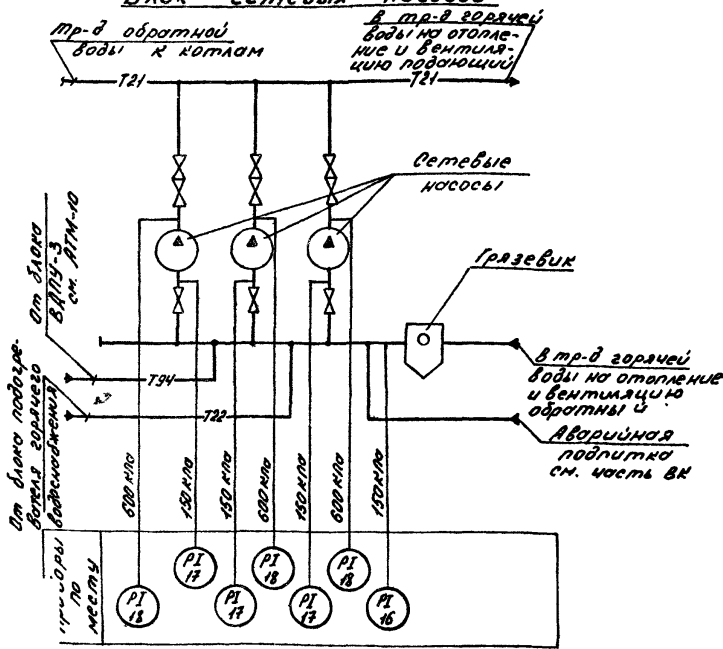 Блок сетевых насосов
тр-д обратной
воды к котлам
в тр-д горячей
воды на отопле-
ние и вентиля-
цию подающий
Т21
Т21
Сетевые
насосы
От блока
ВДПУ-3
см. АТМ-10
Грязевик
От блока подогре-
вателя горячего
водоснабжения
Т94
Т22
в тр-д горячей
воды на отопление
и вентиляцию
обратный
Аварийная
подпитка
см. часть ВК
600 кПа
150 кПа
150 кПа
600 кПа
150 кПа
600 кПа
150 кПа
Приборы
по
месту
PI
18
PI
17
PI
17
PI
18
PI
17
PI
18
PI
16